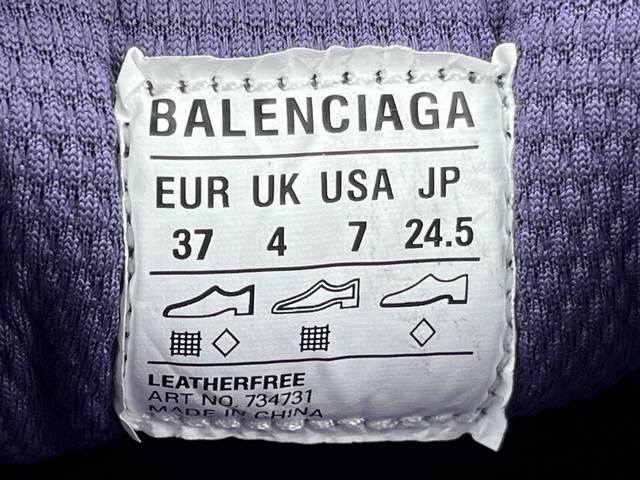 BALENCIAGA
EUR UK USA JP
37 4 7 24.5
LEATHERFREE
ART NO. 734731
MADE IN CHINA